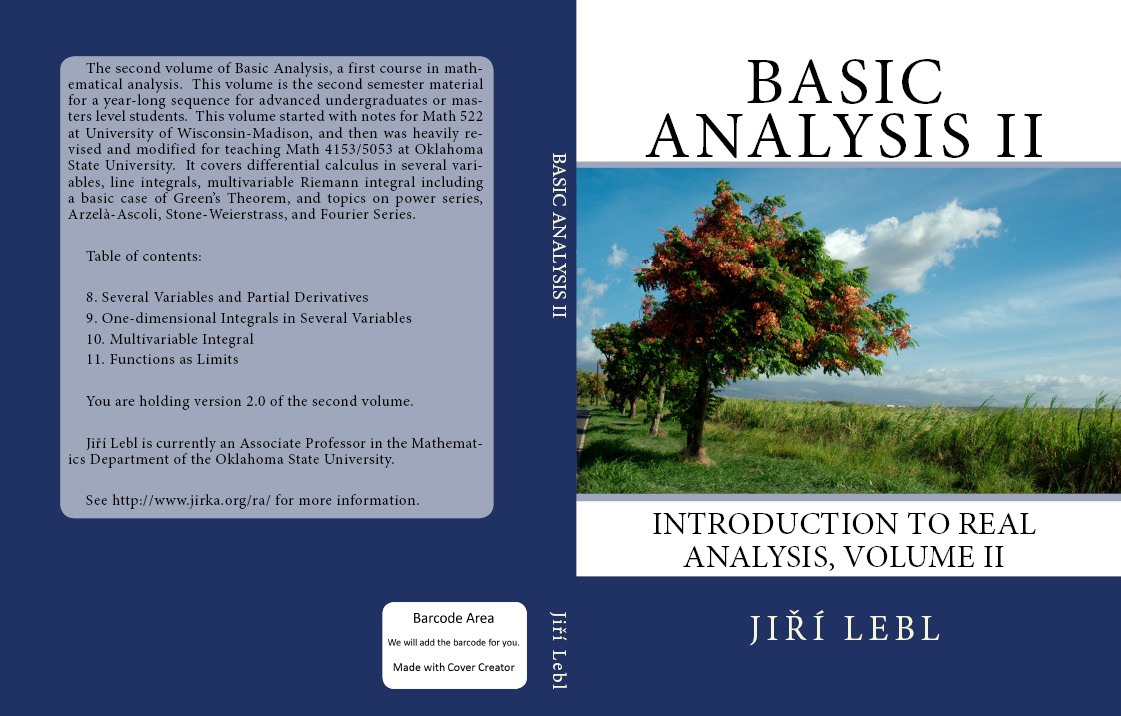 The second volume of Basic Analysis, a first course in math-
ematical analysis. This volume is the second semester material
for a year-long sequence for advanced undergraduates or mas-
ters level students. This volume started with notes for Math 522
at University of Wisconsin-Madison, and then was heavily re-
vised and modified for teaching Math 4153/5053 at Oklahoma
State University. It covers differential calculus in several vari-
ables, line integrals, multivariable Riemann integral including
a basic case of Green's Theorem, and topics on power series,
Arzelà-Ascoli, Stone-Weierstrass, and Fourier Series.
Table of contents:
8. Several Variables and Partial Derivatives
9. One-dimensional Integrals in Several Variables
10. Multivariable Integral
11. Functions as Limits
You are holding version 2.0 of the second volume.
Jiří Lebl is currently an Associate Professor in the Mathemat-
ics Department of the Oklahoma State University.
See http://www.jirka.org/ra/ for more information.
Barcode Area
We will add the barcode for you.
Made with Cover Creator
BASIC ANALYSIS II
Jiří Lebl
BASIC
ANALYSIS II
INTRODUCTION TO REAL
ANALYSIS, VOLUME II
JIŘÍ LEBL